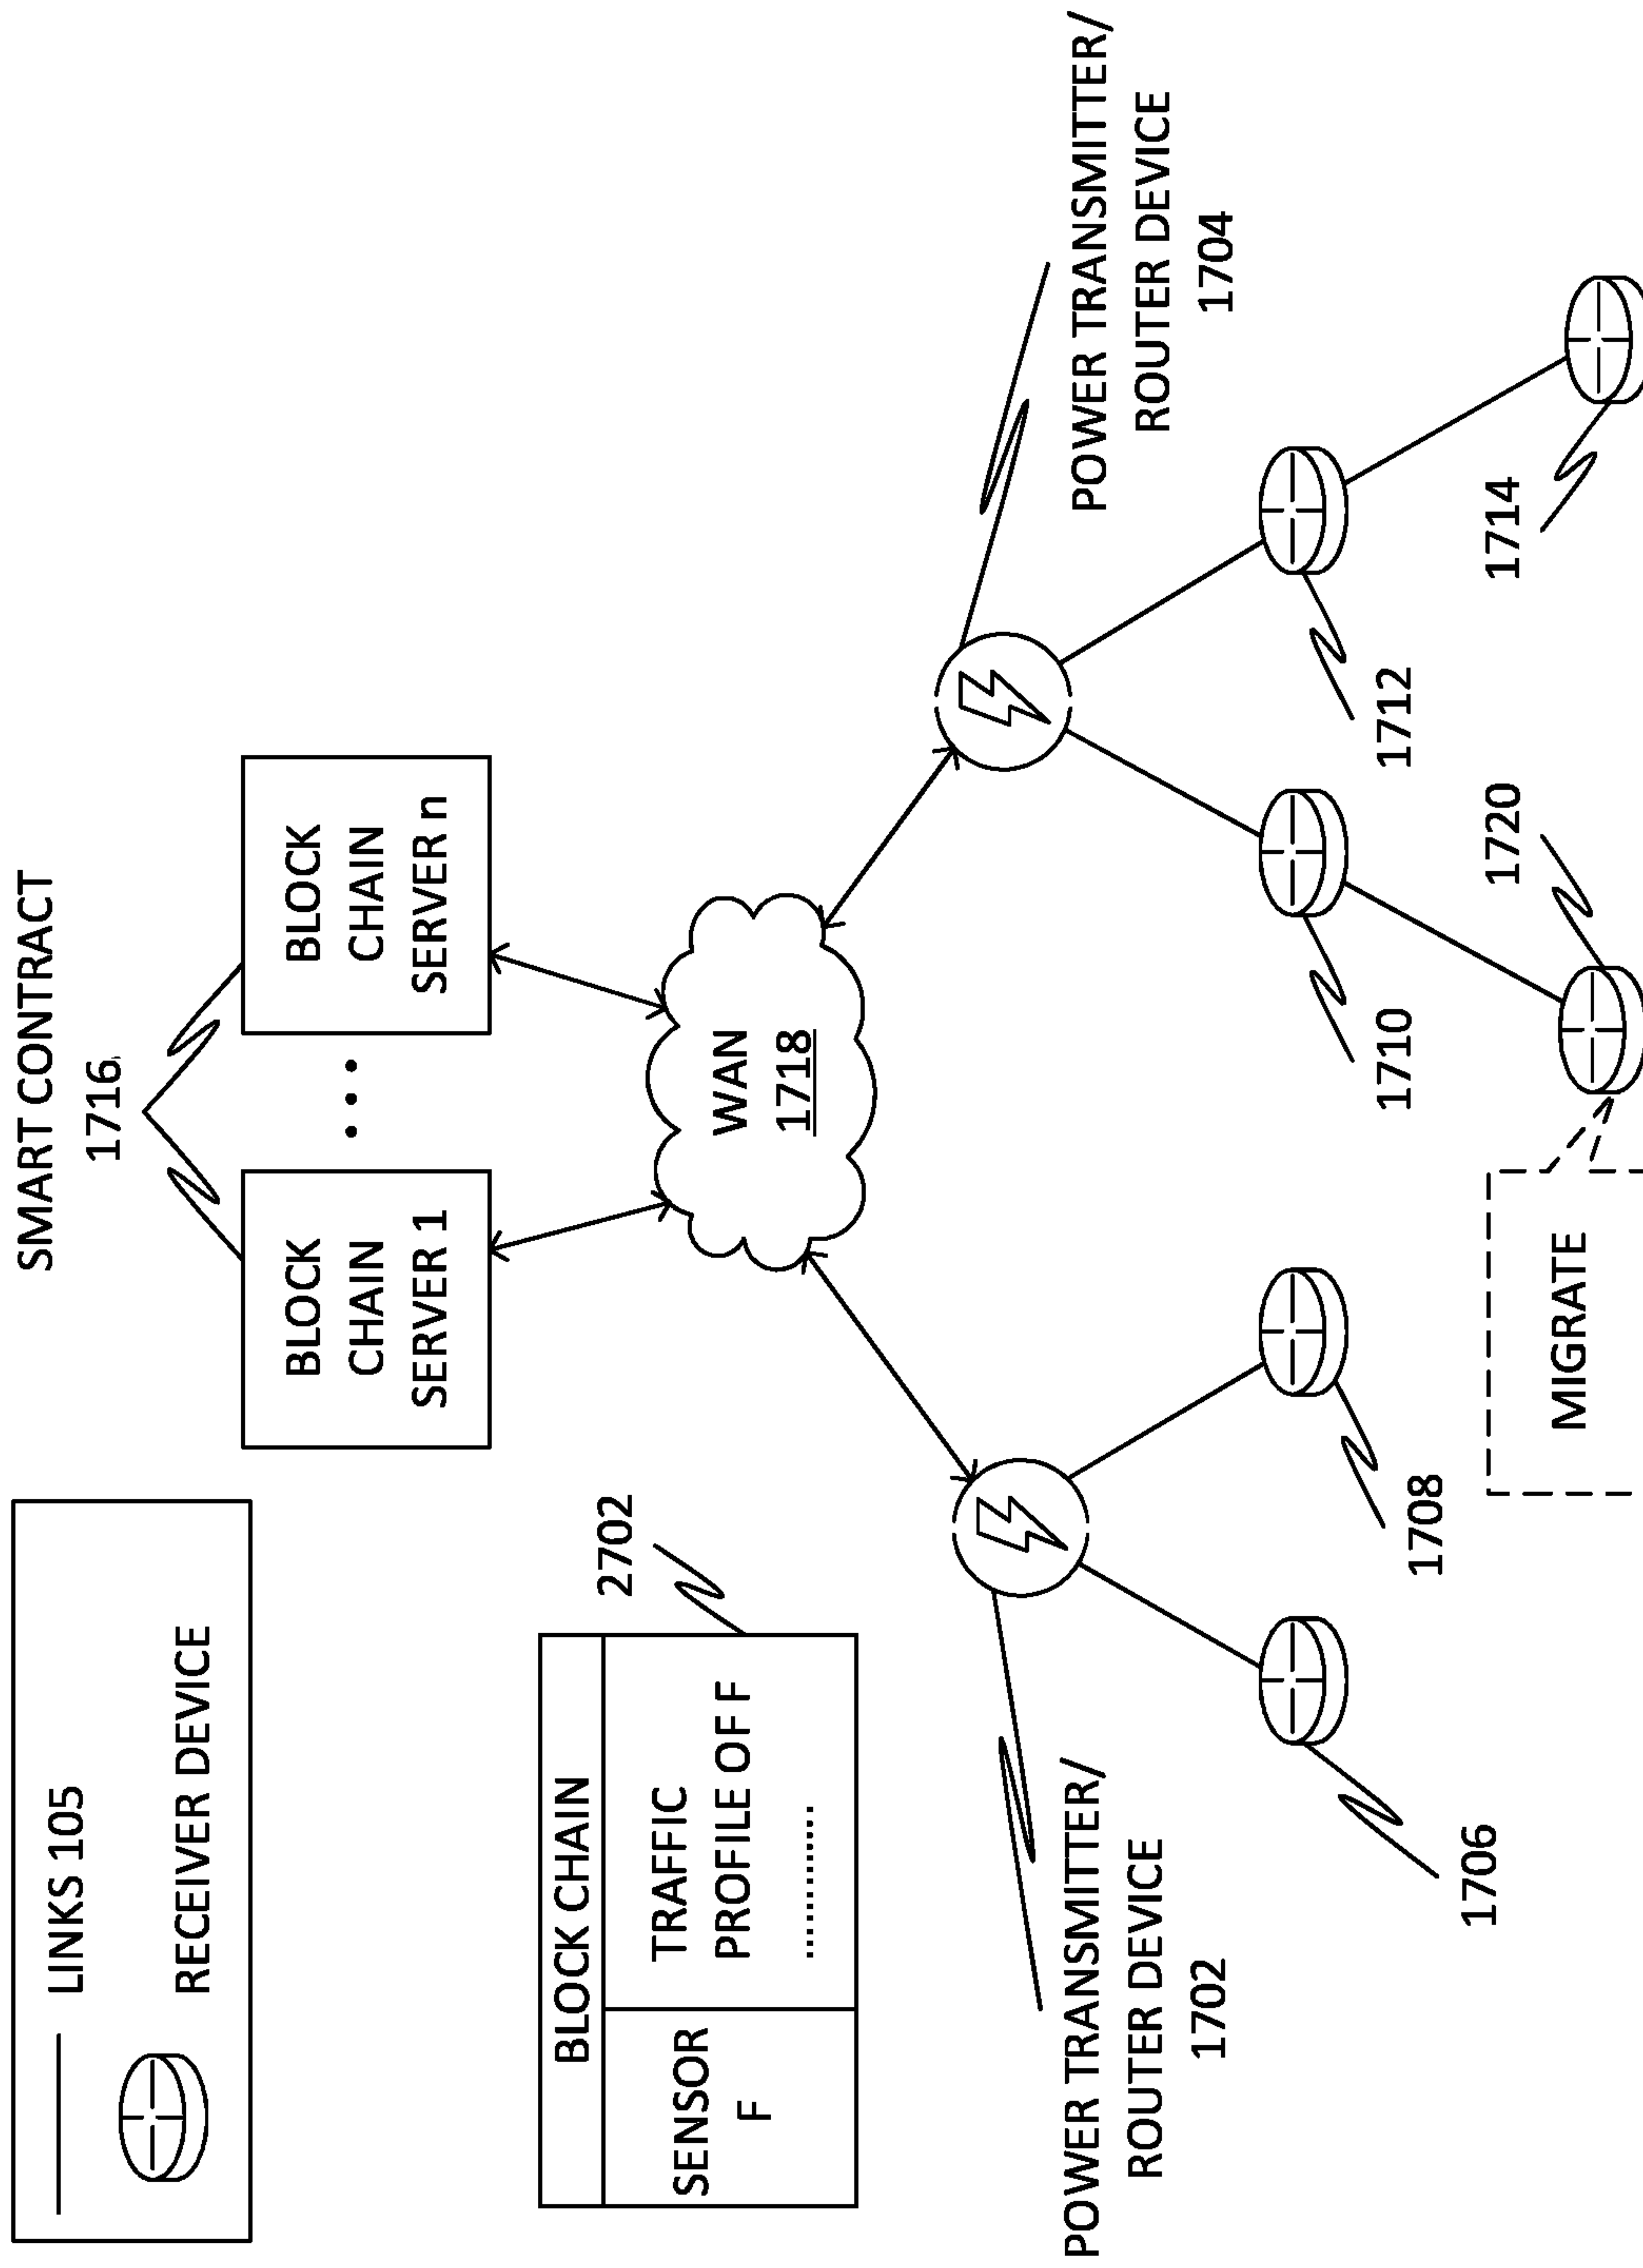 LINKS 105
RECEIVER DEVICE
SMART CONTRACT
1716
BLOCK
CHAIN
SERVER 1
BLOCK
CHAIN
SERVER n
BLOCK CHAIN
SENSOR
F
TRAFFIC
PROFILE OF F
2702
WAN
1718
POWER TRANSMITTER/
ROUTER DEVICE
1702
POWER TRANSMITTER/
ROUTER DEVICE
1704
1706
1708
1710
1712
1720
1714
MIGRATE